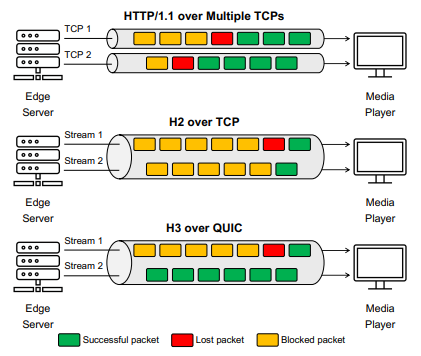 HTTP/1.1 over Multiple TCPs
TCP 1
TCP 2
Edge
Server
Media
Player
H2 over TCP
Stream 1
Stream 2
Edge
Server
Media
Player
H3 over QUIC
Stream 1
Stream 2
Edge
Server
Media
Player
Successful packet
Lost packet
Blocked packet